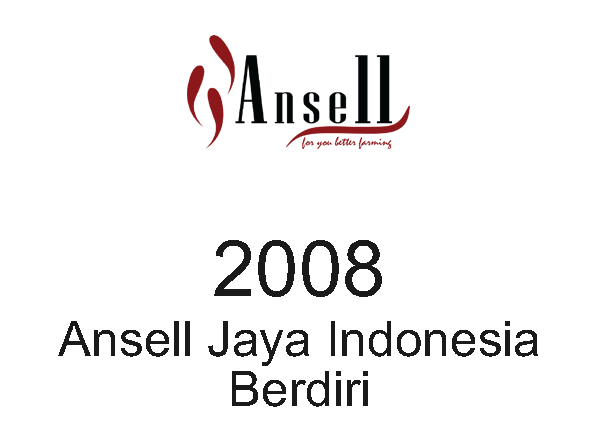 Ansell
for you better farming
2008
Ansell Jaya Indonesia
Berdiri